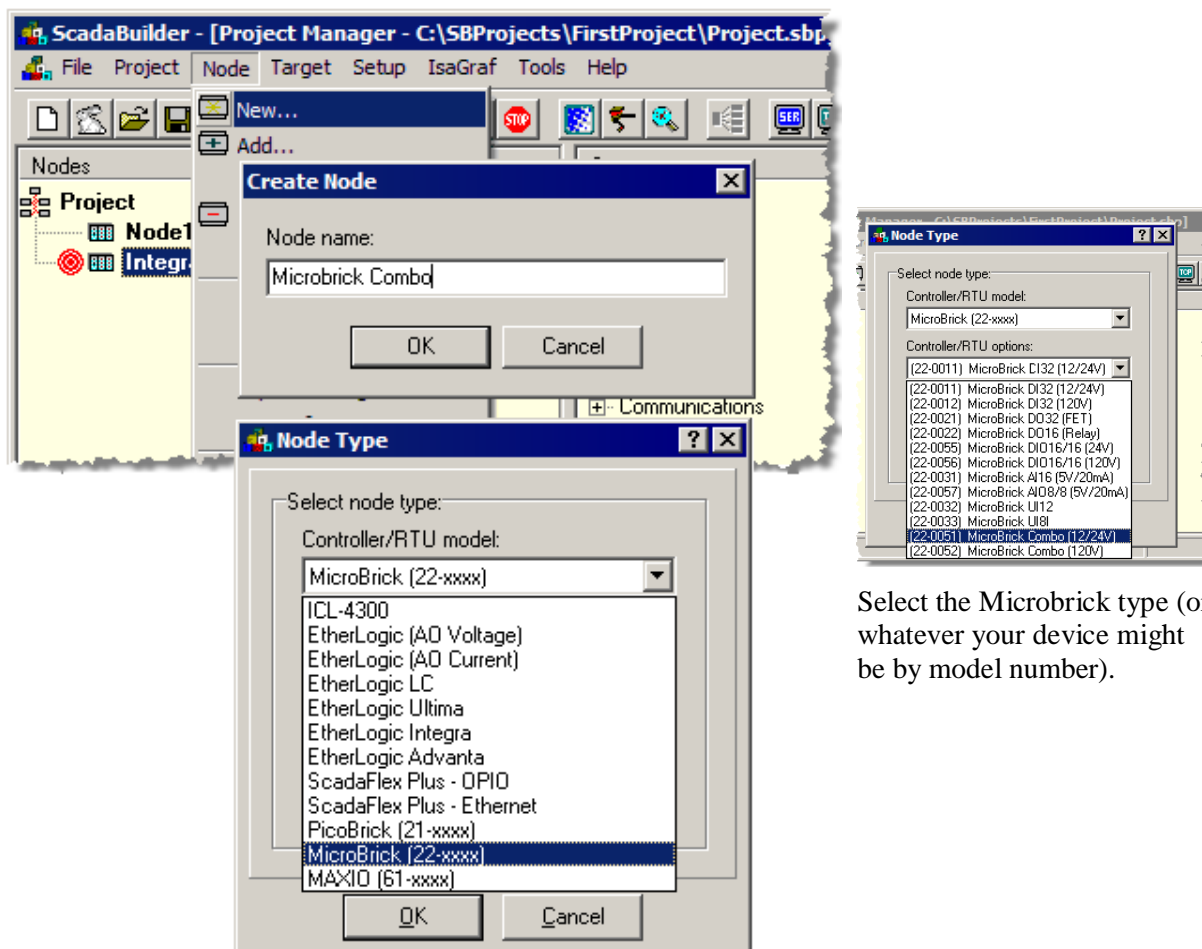 ScadaBuilder - [Project Manager - C:\SBProjects\FirstProject\Project.sbp
File Project Node Target Setup IsaGraf Tools Help
New...
STOP
SER
Add...
Nodes
Create Node
Project
Node1
Node name:
Integr
Microbrick Combo
OK Cancel
Communications
Node Type
Select node type:
Controller/RTU model:
MicroBrick (22-xxxx)
ICL-4300
EtherLogic (AO Voltage)
EtherLogic (AO Current)
EtherLogic LC
EtherLogic Ultima
EtherLogic Integra
EtherLogic Advanta
ScadaFlex Plus - OPIO
ScadaFlex Plus - Ethernet
PicoBrick (21-xxxx)
MicroBrick (22-xxxx)
MAXIO (61-xxxx)
OK Cancel
Manager - C:\SBProjects\FirstProject\Project.sbp]
Node Type
TCP
Select node type:
Controller/RTU model:
MicroBrick (22-xxxx)
Controller/RTU options:
(22-0011) MicroBrick DI32 (12/24V)
(22-0011) MicroBrick DI32 (12/24V)
(22-0012) MicroBrick DI32 (120V)
(22-0021) MicroBrick DO32 (FET)
(22-0022) MicroBrick DO16 (Relay)
(22-0055) MicroBrick DIO16/16 (24V)
(22-0056) MicroBrick DIO16/16 (120V)
(22-0031) MicroBrick AI16 (5V/20mA)
(22-0057) MicroBrick AIO8/8 (5V/20mA)
(22-0032) MicroBrick UI12
(22-0033) MicroBrick UI8I
(22-0051) MicroBrick Combo (12/24V)
(22-0052) MicroBrick Combo (120V)
Select the Microbrick type (or
whatever your device might
be by model number).